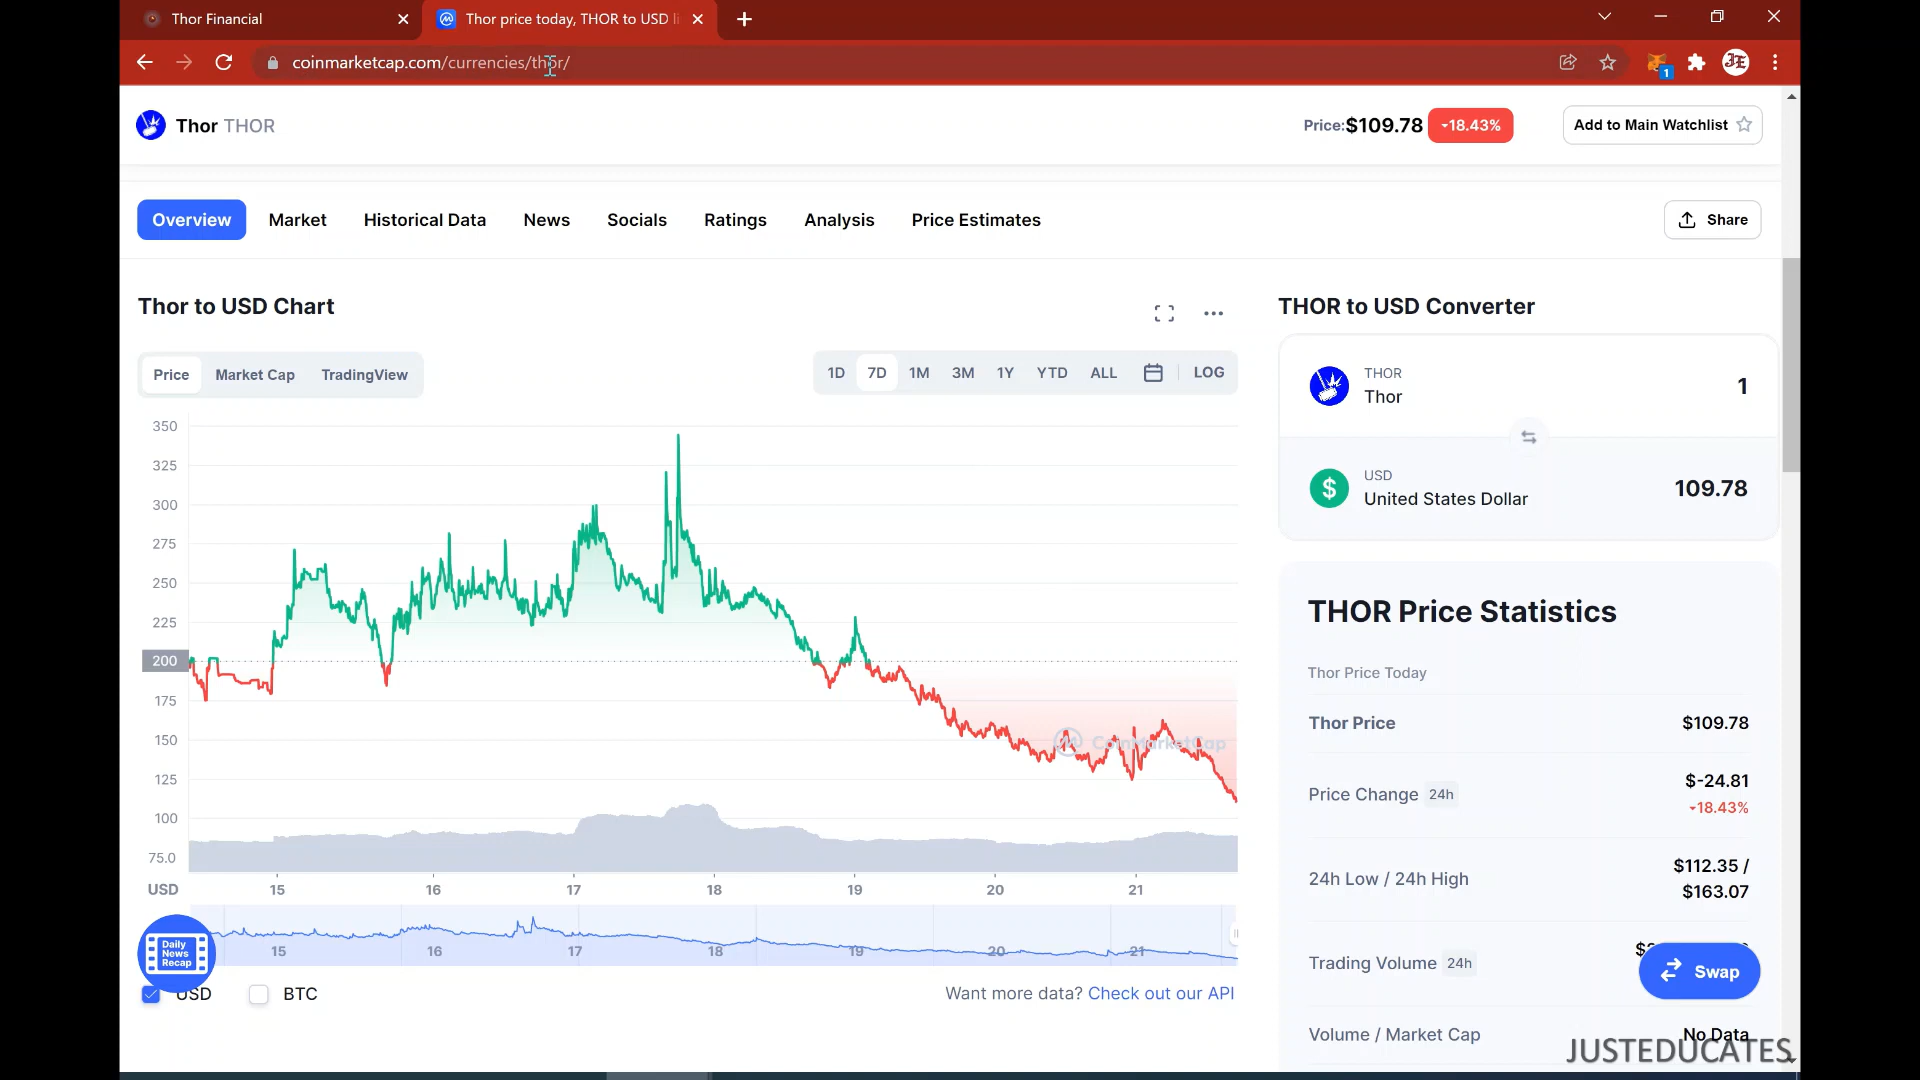 Thor Financial
Thor price today, THOR to USD li
coinmarketcap.com/currencies/thor/
1
Thor THOR
Price:$109.78
18.43%
Add to Main Watchlist
Overview
Market
Historical Data
News
Socials
Ratings
Analysis
Price Estimates
Share
Thor to USD Chart
Price
Market Cap
TradingView
1D
7D
1M
3M
1Y
YTD
ALL
LOG
350
325
300
275
250
225
200
175
150
125
100
75.0
CoinMarketCap
USD
15
16
17
18
19
20
21
15
16
17
18
19
20
21
Daily
News
Recap
USD
BTC
Want more data? Check out our API
THOR to USD Converter
THOR
Thor
1
USD
United States Dollar
109.78
THOR Price Statistics
Thor Price Today
Thor Price
$109.78
Price Change 24h
$-24.81
18.43%
24h Low / 24h High
$112.35 /
$163.07
Trading Volume 24h
Swap
Volume / Market Cap
No Data
JUSTEDUCATES